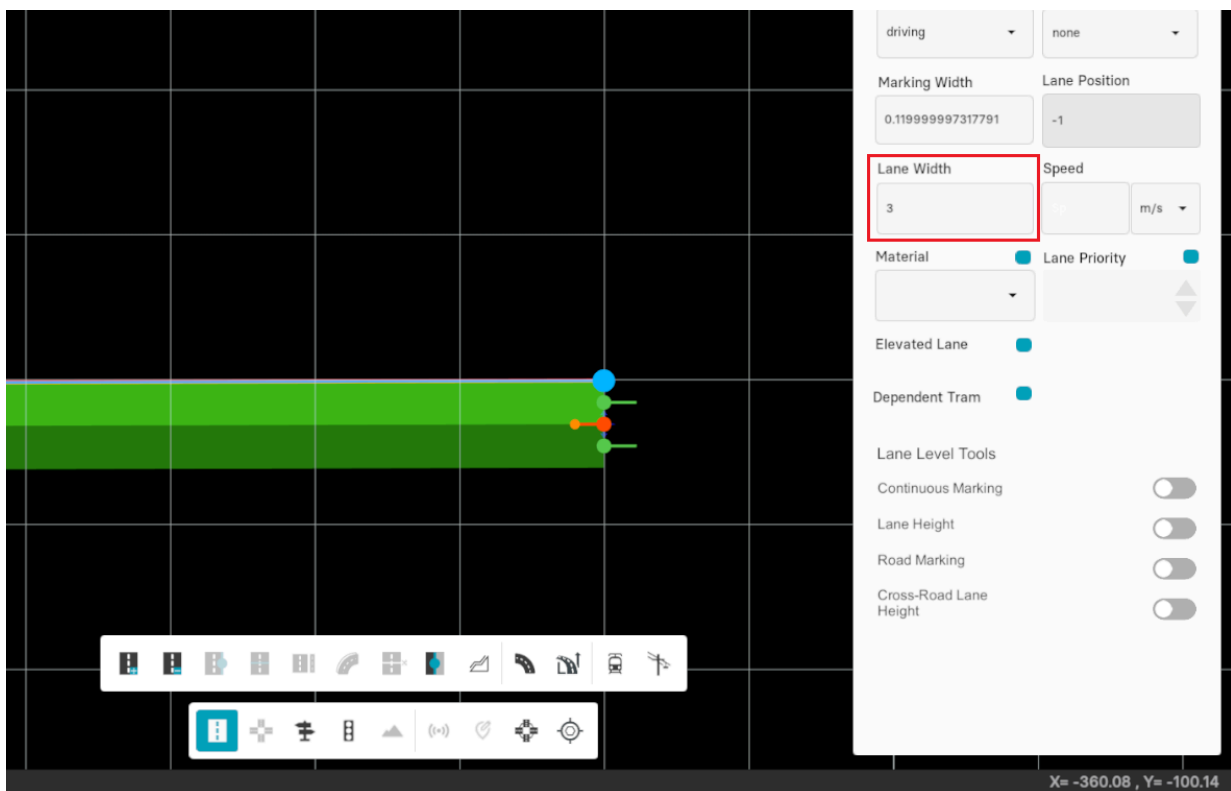 driving
none
Marking Width
Lane Position
0.119999997317791
-1
Lane Width
Speed
3
m/s
Material
Lane Priority
Elevated Lane
Dependent Tram
Lane Level Tools
Continuous Marking
Lane Height
Road Marking
Cross-Road Lane
Height
X= -360.08 , Y= -100.14